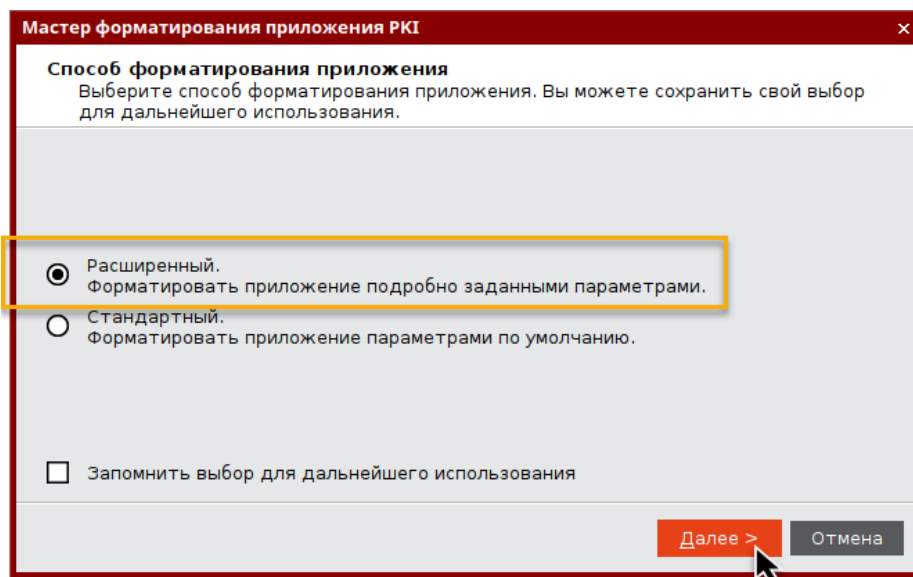 Мастер форматирования приложения PKI
Способ форматирования приложения
Выберите способ форматирования приложения. Вы можете сохранить свой выбор
для дальнейшего использования.
Расширенный.
Форматировать приложение подробно заданными параметрами.
Стандартный.
Форматировать приложение параметрами по умолчанию.
Запомнить выбор для дальнейшего использования
Далее > Отмена